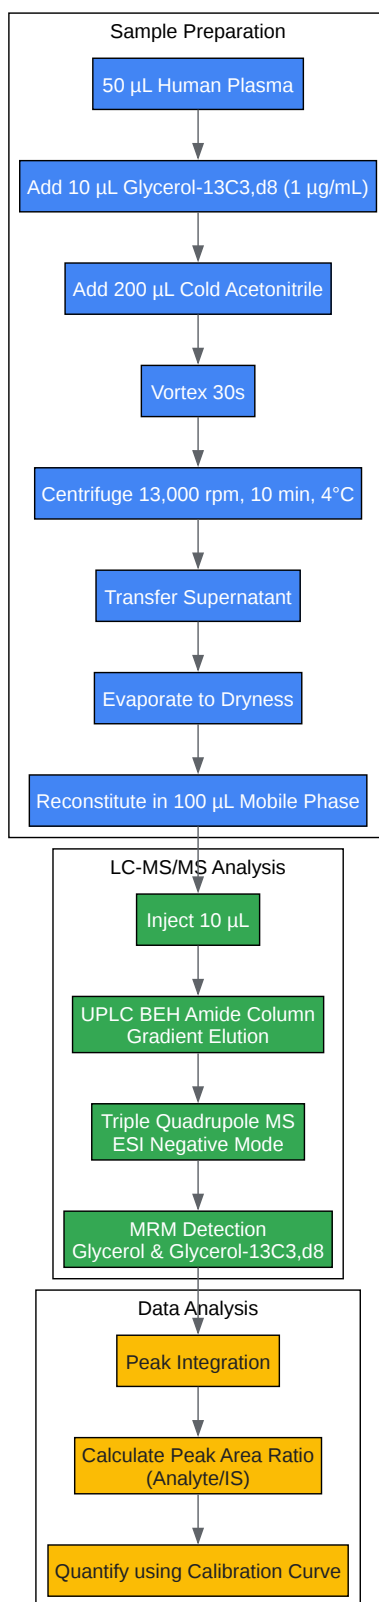 Sample Preparation
50 µL Human Plasma
Add 10 µL Glycerol-13C3,d8 (1 µg/mL)
Add 200 µL Cold Acetonitrile
Vortex 30s
Centrifuge 13,000 rpm, 10 min, 4°C
Transfer Supernatant
Evaporate to Dryness
Reconstitute in 100 µL Mobile Phase
LC-MS/MS Analysis
Inject 10 µL
UPLC BEH Amide Column
Gradient Elution
Triple Quadrupole MS
ESI Negative Mode
MRM Detection
Glycerol & Glycerol-13C3,d8
Data Analysis
Peak Integration
Calculate Peak Area Ratio
(Analyte/IS)
Quantify using Calibration Curve